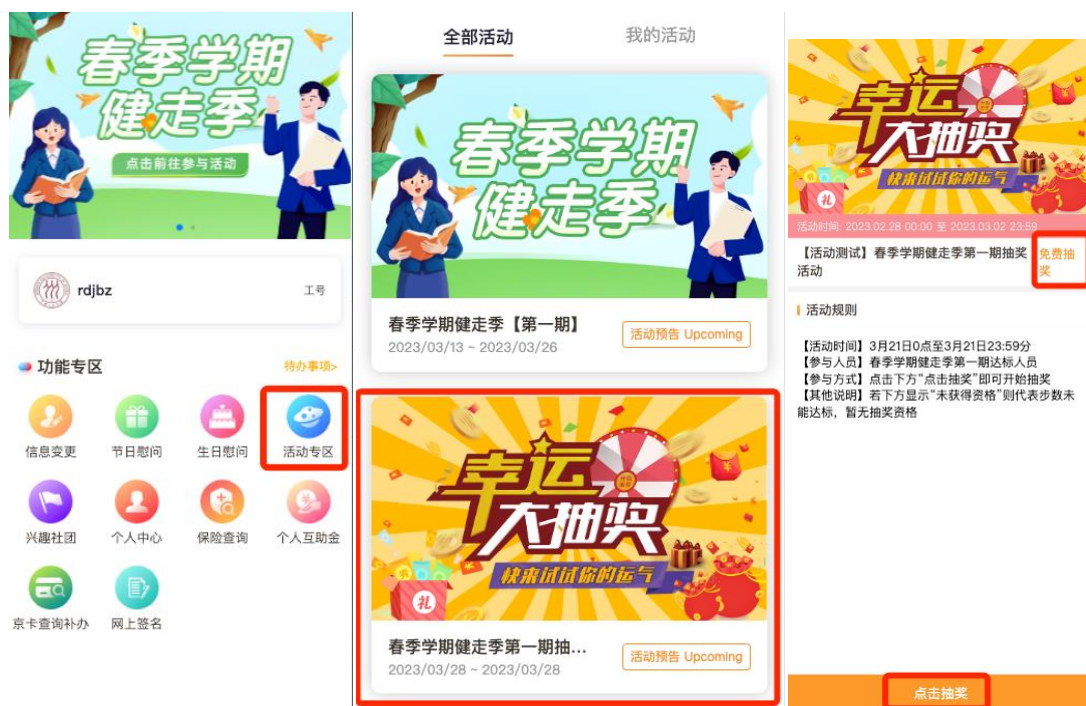 春季学期
健走季
点击前往参与活动
rdjbz
工号
功能专区
待办事项>
信息变更
节日慰问
生日慰问
活动专区
兴趣社团
个人中心
保险查询
个人互助金
京卡查询补办
网上签名
全部活动
我的活动
春季学期
健走季
春季学期健走季【第一期】
2023/03/13 ~ 2023/03/26
活动预告 Upcoming
幸运
大抽奖
快来试试你的运气
礼
春季学期健走季第一期抽...
2023/03/28 ~ 2023/03/28
活动预告 Upcoming
幸运
大抽奖
快来试试你的运气
礼
活动时间: 2023.02.28 00:00 至 2023.03.02 23:59
【活动测试】春季学期健走季第一期抽奖
活动
免费抽
奖
活动规则
【活动时间】3月21日0点至3月21日23:59分
【参与人员】春季学期健走季第一期达标人员
【参与方式】点击下方“点击抽奖”即可开始抽奖
【其他说明】若下方显示“未获得资格”则代表步数未
能达标，暂无抽奖资格
点击抽奖